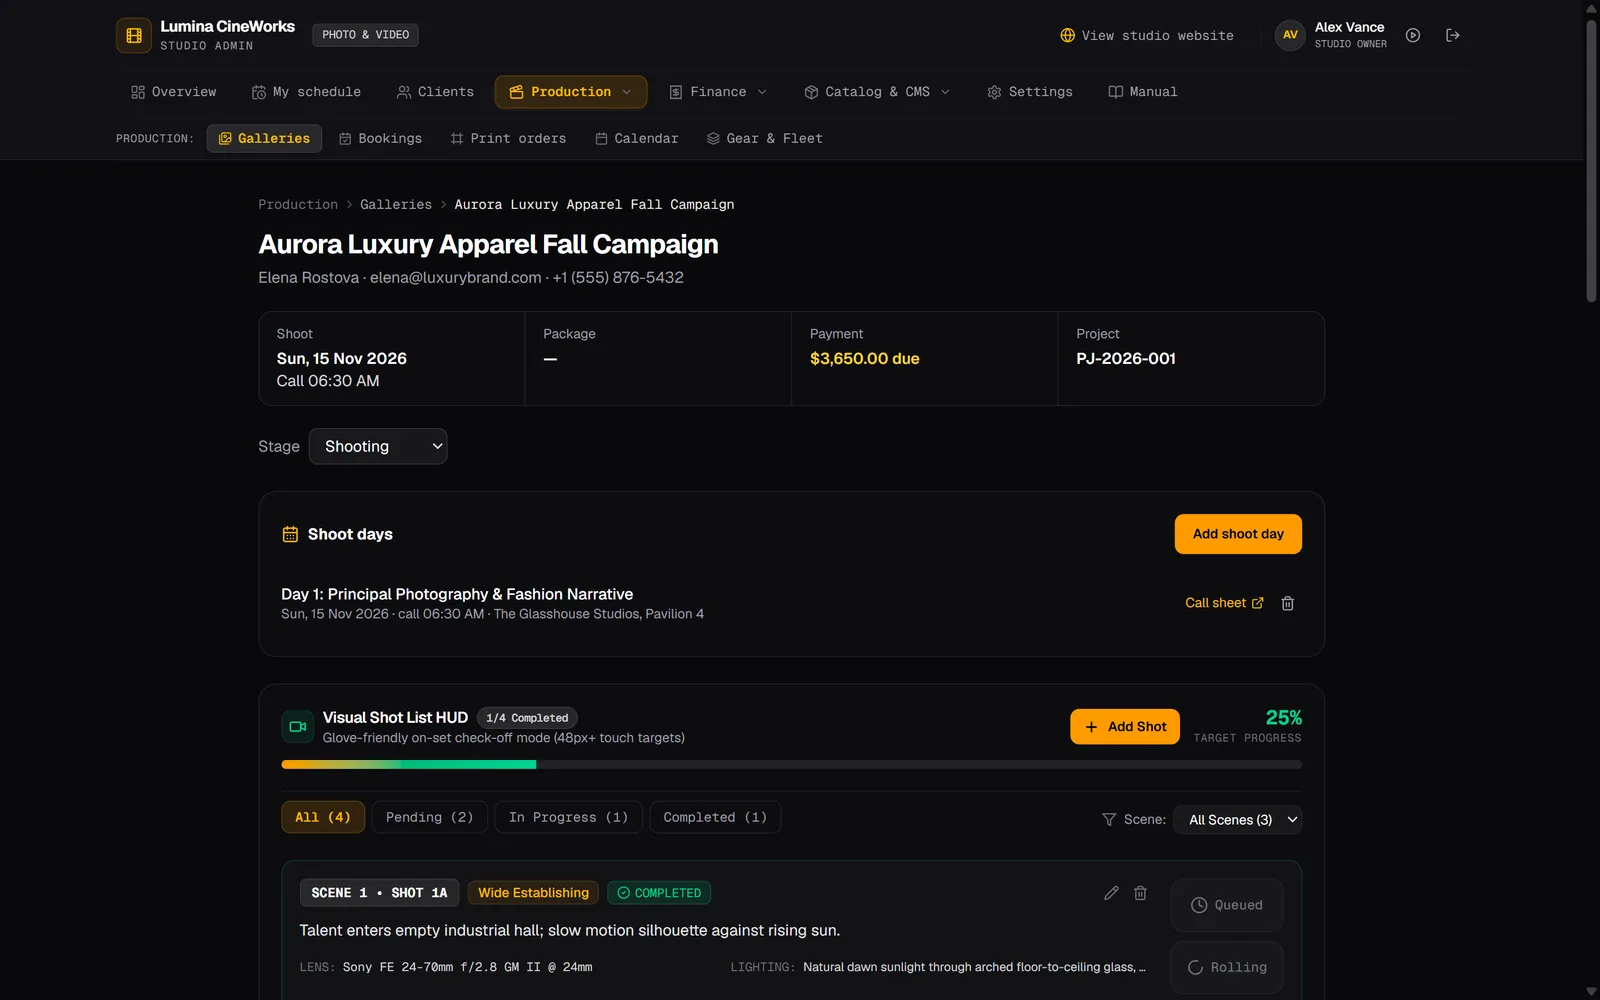 Lumina CineWorks
STUDIO ADMIN
PHOTO & VIDEO
View studio website
AV
Alex Vance
STUDIO OWNER
Overview
My schedule
Clients
Production
Finance
Catalog & CMS
Settings
Manual
PRODUCTION:
Galleries
Bookings
Print orders
Calendar
Gear & Fleet
Production > Galleries > Aurora Luxury Apparel Fall Campaign
Aurora Luxury Apparel Fall Campaign
Elena Rostova · elena@luxurybrand.com · +1 (555) 876-5432
Shoot
Sun, 15 Nov 2026
Call 06:30 AM
Package
—
Payment
$3,650.00 due
Project
PJ-2026-001
Stage
Shooting
Shoot days
Add shoot day
Day 1: Principal Photography & Fashion Narrative
Sun, 15 Nov 2026 · call 06:30 AM · The Glasshouse Studios, Pavilion 4
Call sheet
Visual Shot List HUD
1/4 Completed
Glove-friendly on-set check-off mode (48px+ touch targets)
+ Add Shot
25%
TARGET PROGRESS
All (4)
Pending (2)
In Progress (1)
Completed (1)
Scene:
All Scenes (3)
SCENE 1 • SHOT 1A
Wide Establishing
COMPLETED
Queued
Talent enters empty industrial hall; slow motion silhouette against rising sun.
LENS: Sony FE 24-70mm f/2.8 GM II @ 24mm
LIGHTING: Natural dawn sunlight through arched floor-to-ceiling glass, …
Rolling